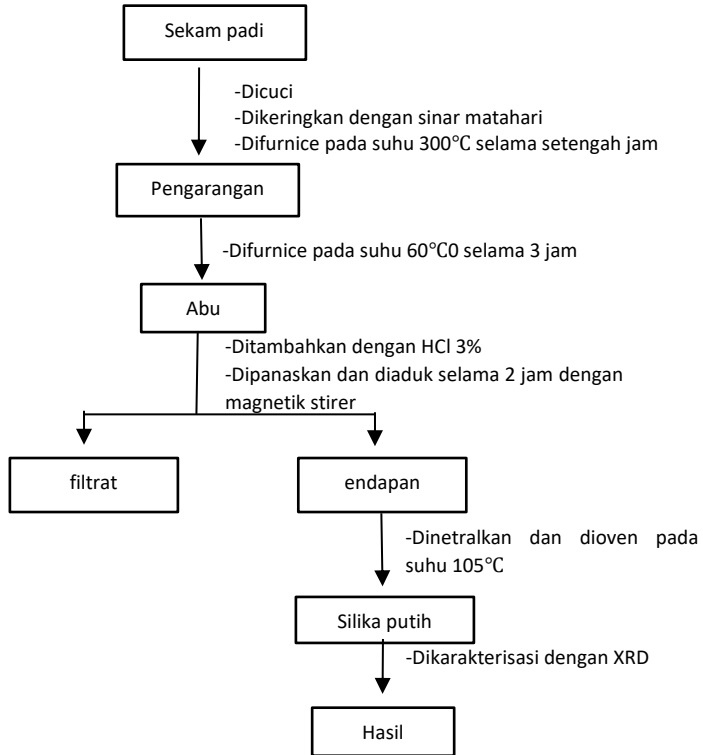 Sekam padi
-Dicuci
-Dikeringkan dengan sinar matahari
-Difurnice pada suhu 300℃ selama setengah jam
Pengarangan
-Difurnice pada suhu 60℃0 selama 3 jam
Abu
-Ditambahkan dengan HCl 3%
-Dipanaskan dan diaduk selama 2 jam dengan
magnetik stirer
filtrat
endapan
-Dinetralkan dan dioven pada
suhu 105℃
Silika putih
-Dikarakterisasi dengan XRD
Hasil